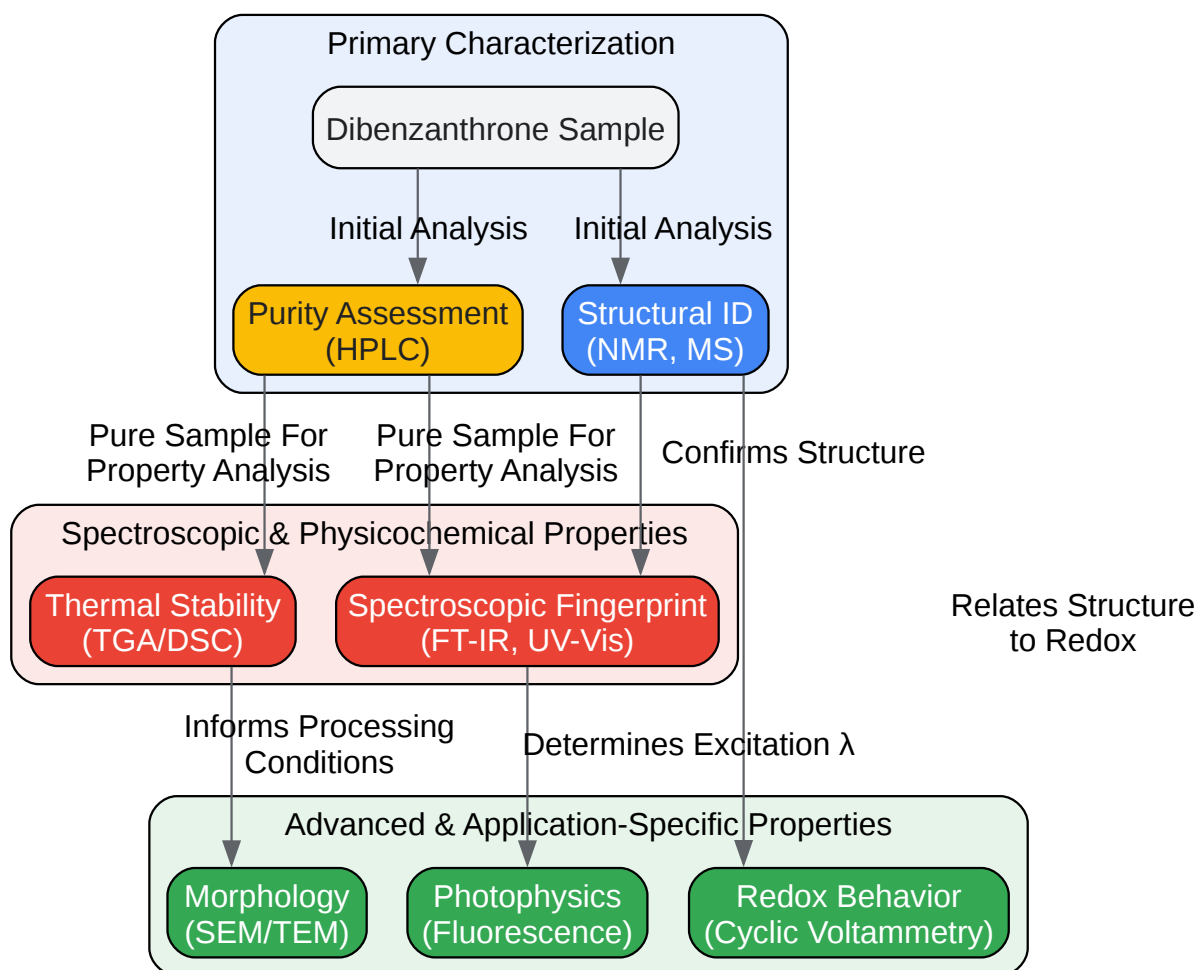 Primary Characterization
Dibenzanthrone Sample
Initial Analysis
Initial Analysis
Purity Assessment
(HPLC)
Structural ID
(NMR, MS)
Pure Sample For
Property Analysis
Pure Sample For
Property Analysis
Confirms Structure
Spectroscopic & Physicochemical Properties
Thermal Stability
(TGA/DSC)
Spectroscopic Fingerprint
(FT-IR, UV-Vis)
Relates Structure
to Redox
Informs Processing
Conditions
Determines Excitation λ
Advanced & Application-Specific Properties
Morphology
(SEM/TEM)
Photophysics
(Fluorescence)
Redox Behavior
(Cyclic Voltammetry)